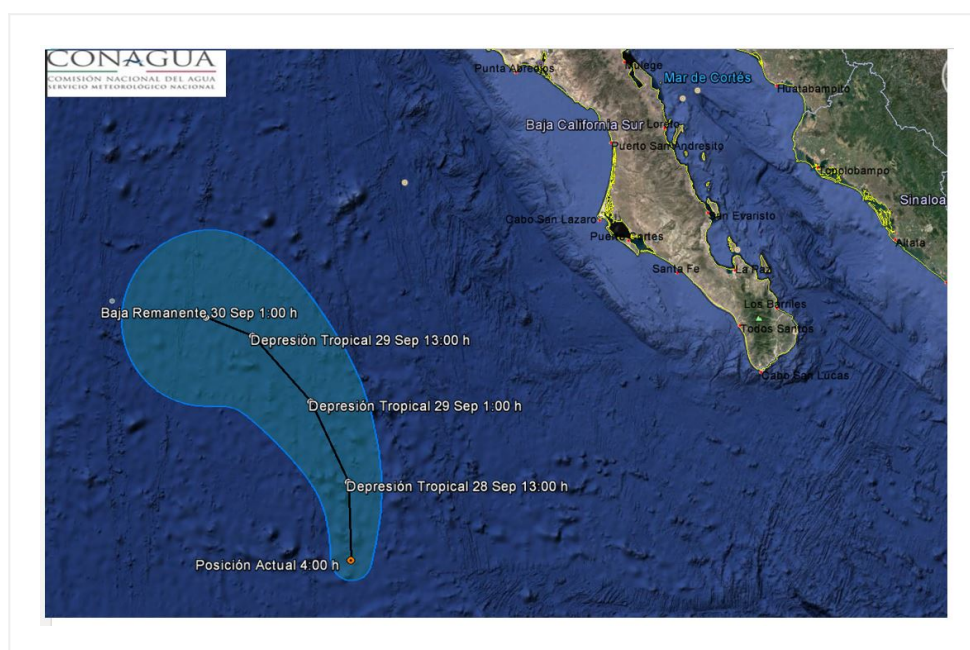 CONAGUA
COMISIÓN NACIONAL DEL AGUA
SERVICIO METEOROLÓGICO NACIONAL
Punta Abreojos
Mulege
Mar de Cortés
Huatabampito
Baja California Sur
Loreto
Puerto San Andresito
Topolobampo
Sinaloa
Cabo San Lazaro
San Evaristo
Puerto Cortes
Altata
Santa Fe
La Paz
Los Barriles
Todos Santos
Cabo San Lucas
Baja Remanente 30 Sep 1:00 h
Depresión Tropical 29 Sep 13:00 h
Depresión Tropical 29 Sep 1:00 h
Depresión Tropical 28 Sep 13:00 h
Posición Actual 4:00 h